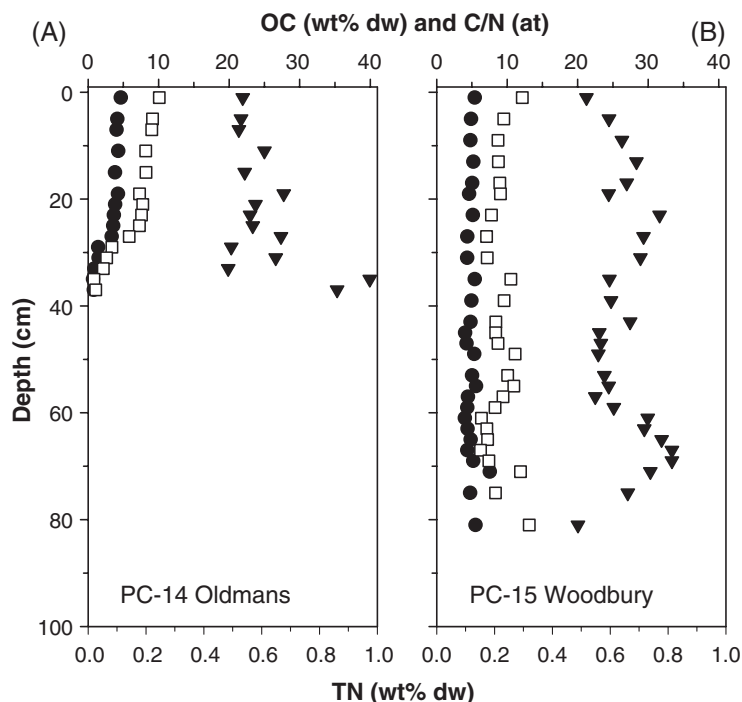 (A) OC (wt% dw) and C/N (at) (B)
0 10 20 30 40 0 10 20 30 40
0
20
40
60
80
100
Depth (cm)
PC-14 Oldmans PC-15 Woodbury
0.0 0.2 0.4 0.6 0.8 1.0 0.0 0.2 0.4 0.6 0.8 1.0
TN (wt% dw)